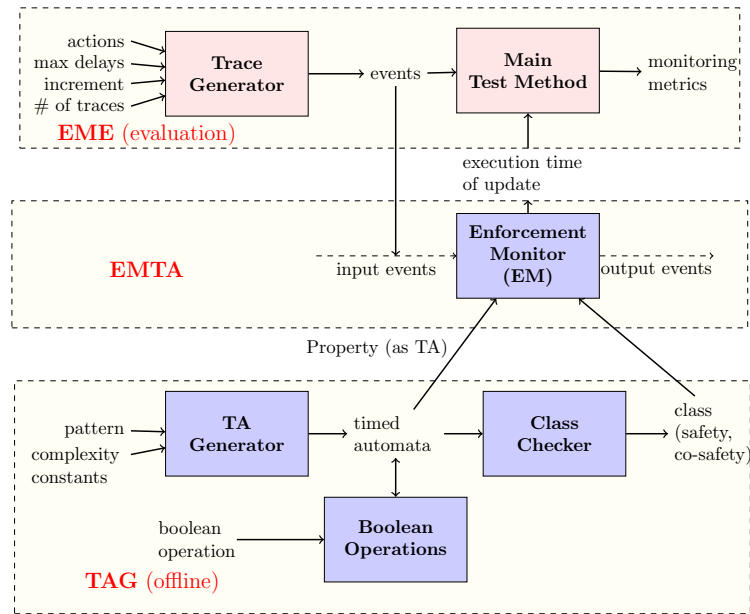 actions
max delays
increment
# of traces
Trace
Generator
events
Main
Test Method
monitoring
metrics
EME (evaluation)
execution time
of update
EMTA
input events
Enforcement
Monitor
(EM)
output events
Property (as TA)
pattern
complexity
constants
TA
Generator
timed
automata
Class
Checker
class
(safety,
co-safety)
boolean
operation
Boolean
Operations
TAG (offline)